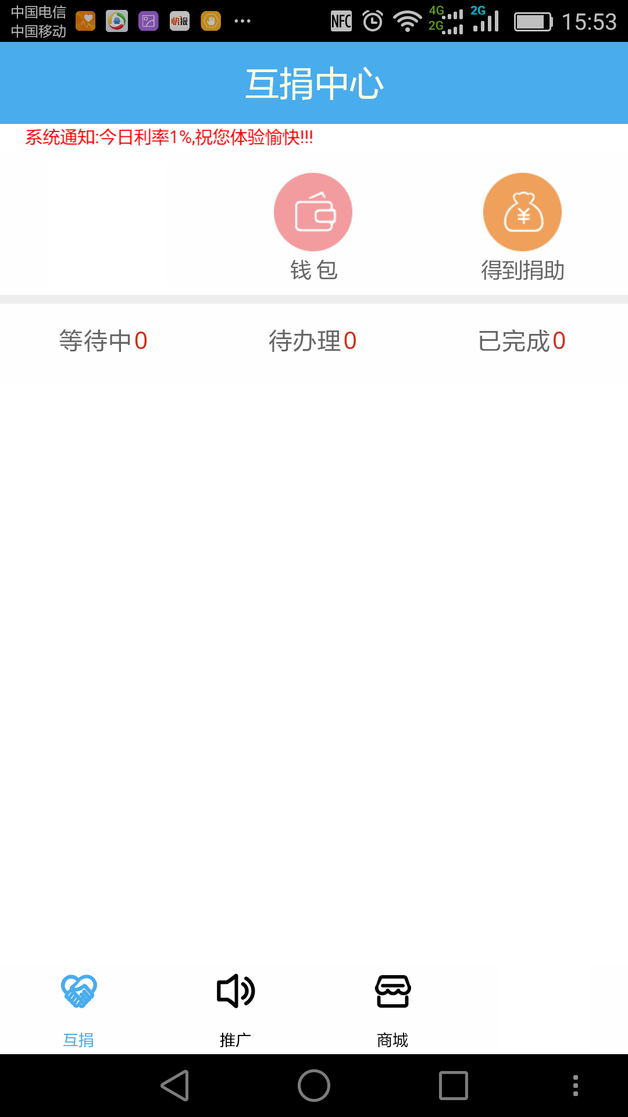 中国电信
中国移动
快报
NFC
4G
2G
2G
15:53
互捐中心
系统通知:今日利率1%,祝您体验愉快!!!
钱 包
得到捐助
等待中0
待办理0
已完成0
互捐
推广
商城